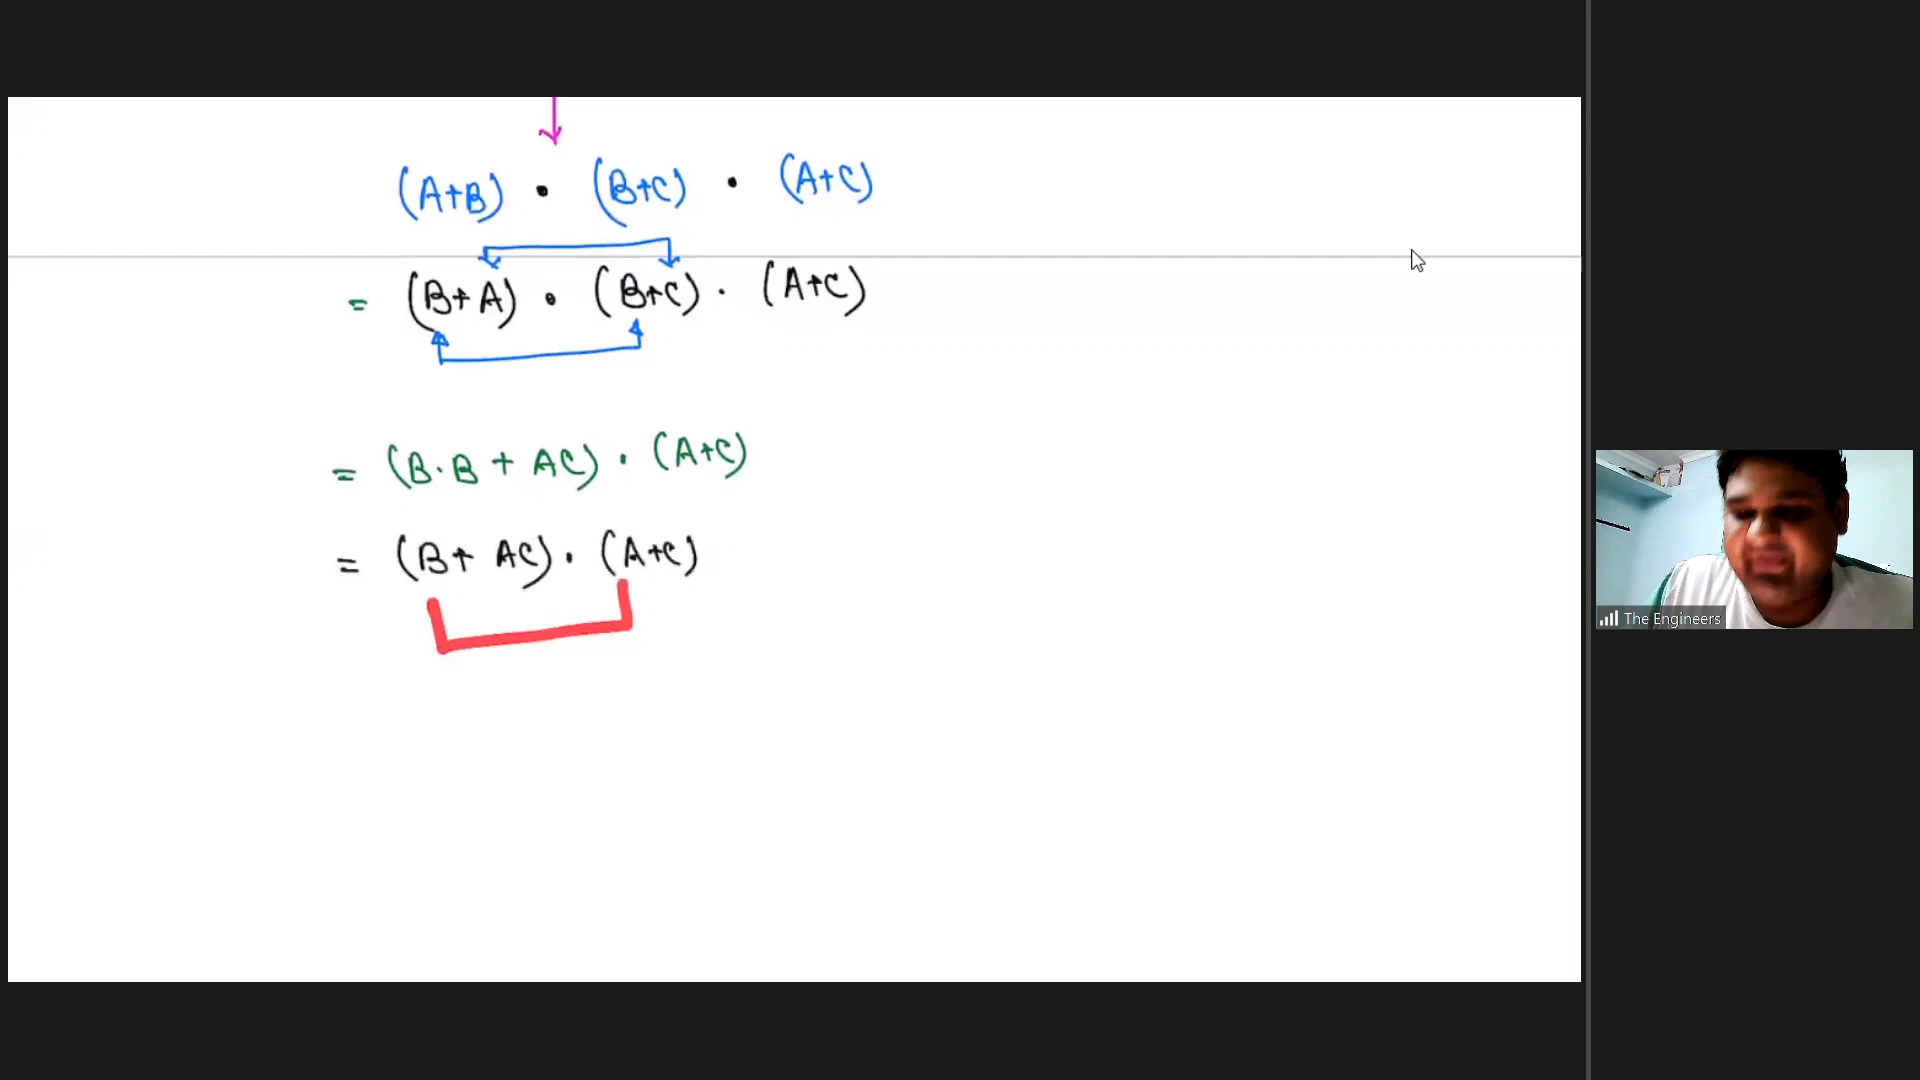 (A+B) • (B+C) • (A+C)
= (B+A) • (B+C) . (A+C)
= (B.B + AC) . (A+C)
= (B+ AC) . (A+C)
The Engineers